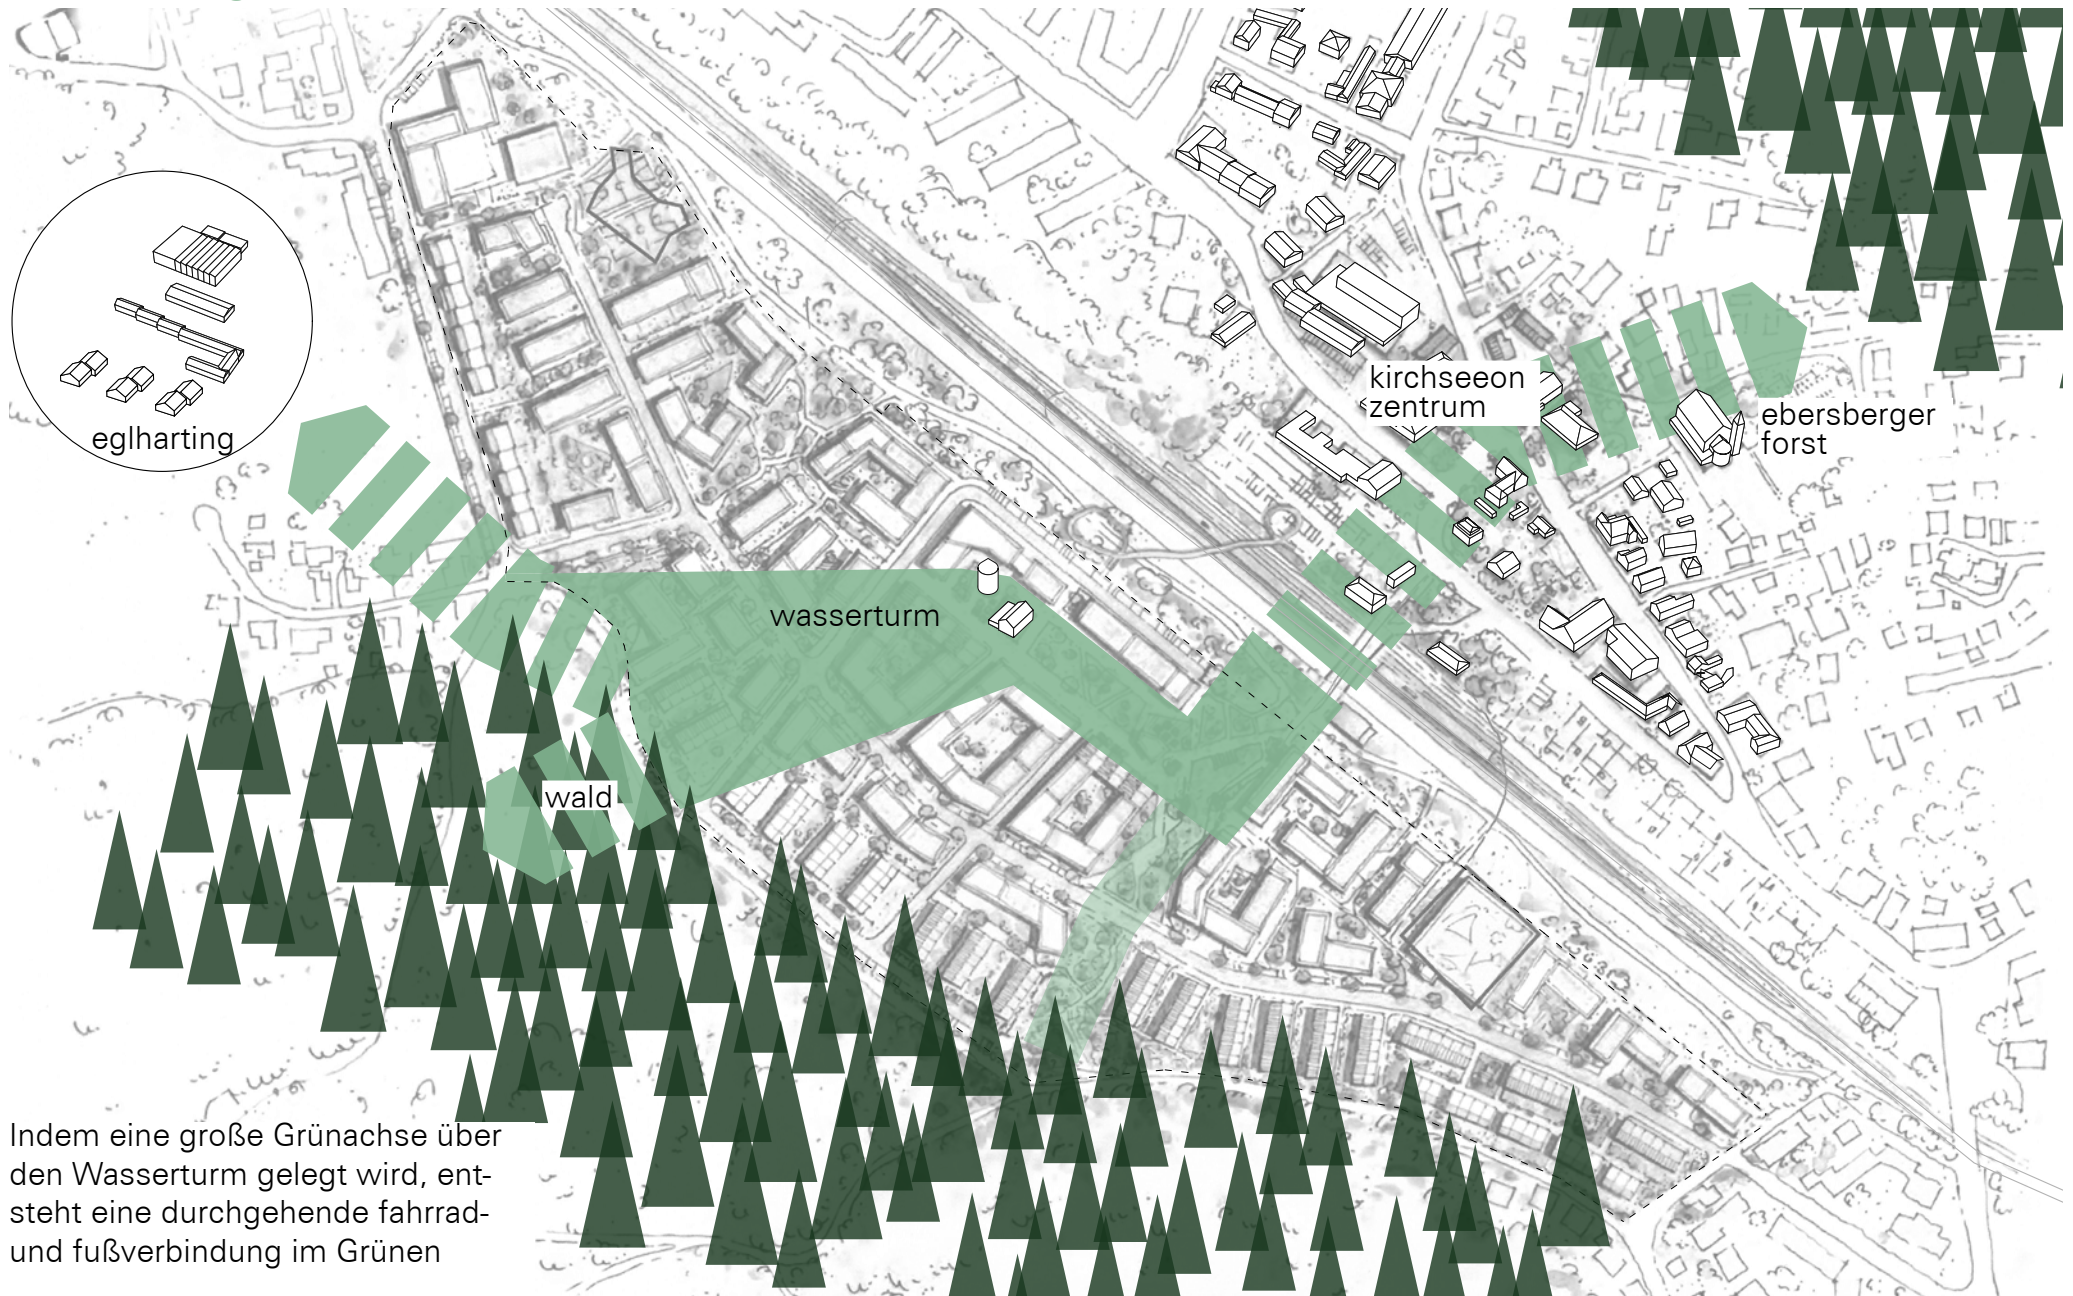 kirchseeon
zentrum
ebersberger
forst
eglharting
wasserturm
wald
Indem eine große Grünachse über
den Wasserturm gelegt wird, ent-
steht eine durchgehende fahrrad-
und fußverbindung im Grünen